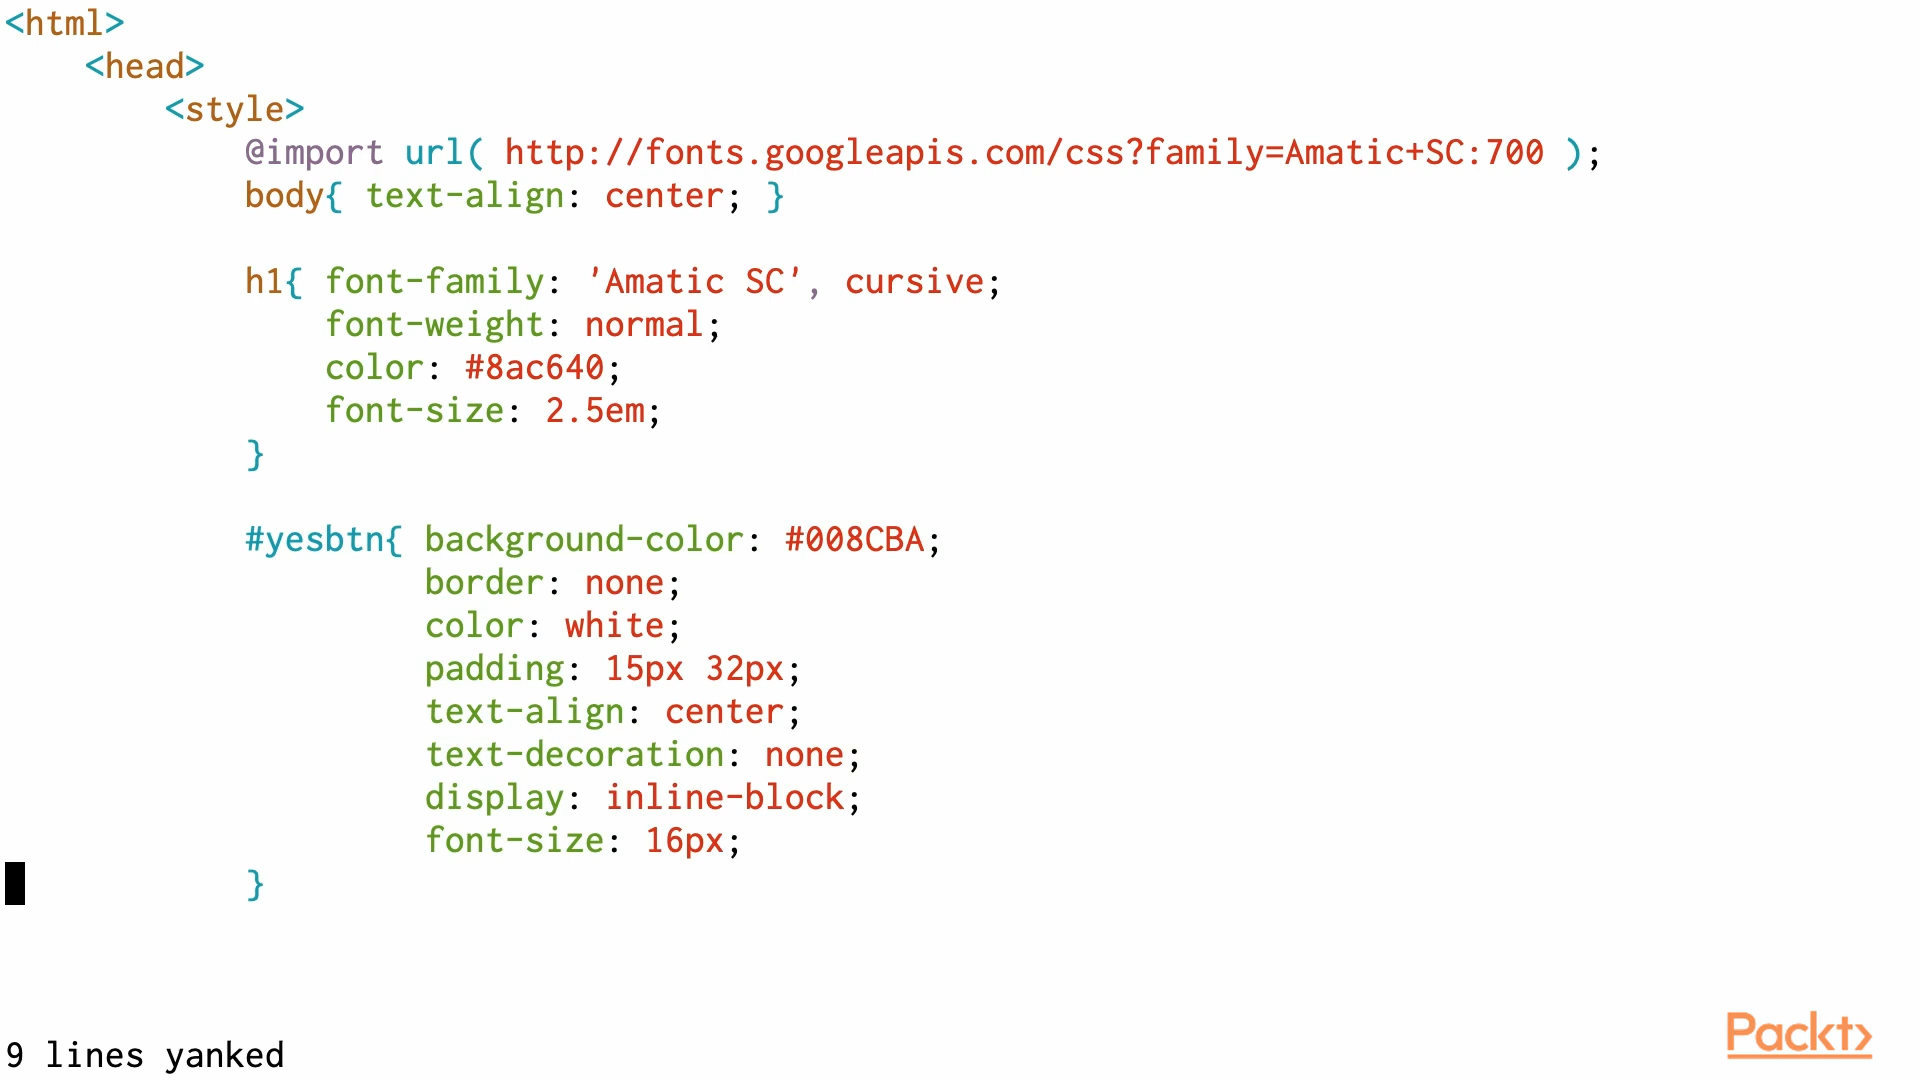 <html>
<head>
<style>
@import url( http://fonts.googleapis.com/css?family=Amatic+SC:700 );
body{ text-align: center; }
h1{ font-family: 'Amatic SC', cursive;
font-weight: normal;
color: #8ac640;
font-size: 2.5em;
}
#yesbtn{ background-color: #008CBA;
border: none;
color: white;
padding: 15px 32px;
text-align: center;
text-decoration: none;
display: inline-block;
font-size: 16px;
}
9 lines yanked
Packt>